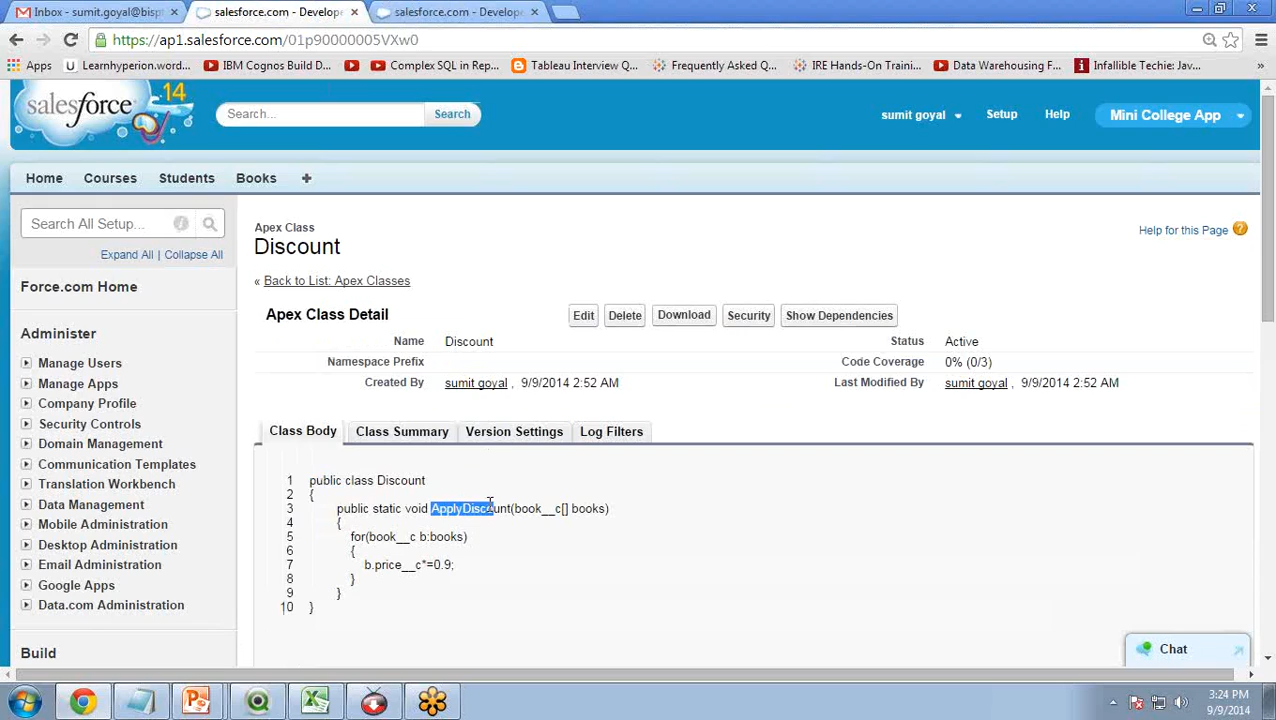 Inbox - sumit.goyal@bisp
salesforce.com - Develope
salesforce.com - Develope
https://ap1.salesforce.com/01p90000005VXw0
Apps
Learnhyperion.word...
IBM Cognos Build D...
Complex SQL in Rep...
Tableau Interview Q...
Frequently Asked Q...
IRE Hands-On Traini...
Data Warehousing F...
Infallible Techie: Jav...
»
salesforce 14
Search...
Search
sumit goyal
Setup
Help
Mini College App
Home
Courses
Students
Books
+
Search All Setup...
Expand All | Collapse All
Force.com Home
Administer
Manage Users
Manage Apps
Company Profile
Security Controls
Domain Management
Communication Templates
Translation Workbench
Data Management
Mobile Administration
Desktop Administration
Email Administration
Google Apps
Data.com Administration
Build
Apex Class
Discount
Help for this Page
« Back to List: Apex Classes
Apex Class Detail
Edit
Delete
Download
Security
Show Dependencies
Name Discount
Status Active
Namespace Prefix
Code Coverage 0% (0/3)
Created By sumit goyal , 9/9/2014 2:52 AM
Last Modified By sumit goyal , 9/9/2014 2:52 AM
Class Body
Class Summary
Version Settings
Log Filters
1 public class Discount
2 {
3 public static void ApplyDiscount(book__c[] books)
4 {
5 for(book__c b:books)
6 {
7 b.price__c*=0.9;
8 }
9 }
10 }
Chat
3:24 PM
9/9/2014